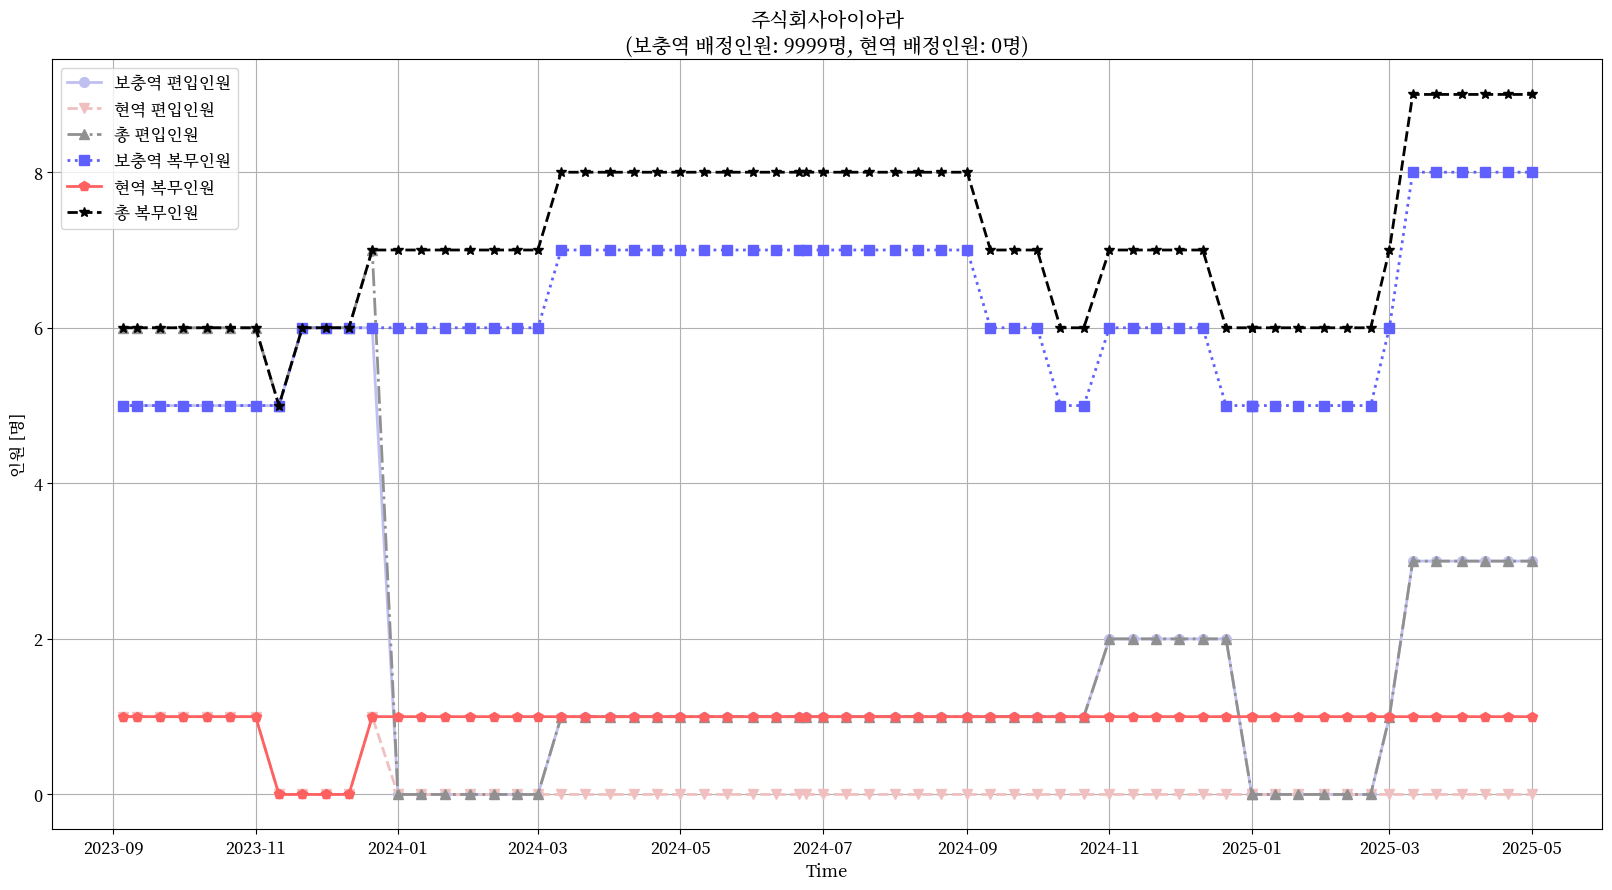 주식회사아이아라
(보충역 배정인원: 9999명, 현역 배정인원: 0명)
보충역 편입인원
현역 편입인원
총 편입인원
보충역 복무인원
현역 복무인원
총 복무인원
인원 [명]
8
6
4
2
0
2023-09
2023-11
2024-01
2024-03
2024-05
2024-07
2024-09
2024-11
2025-01
2025-03
2025-05
Time